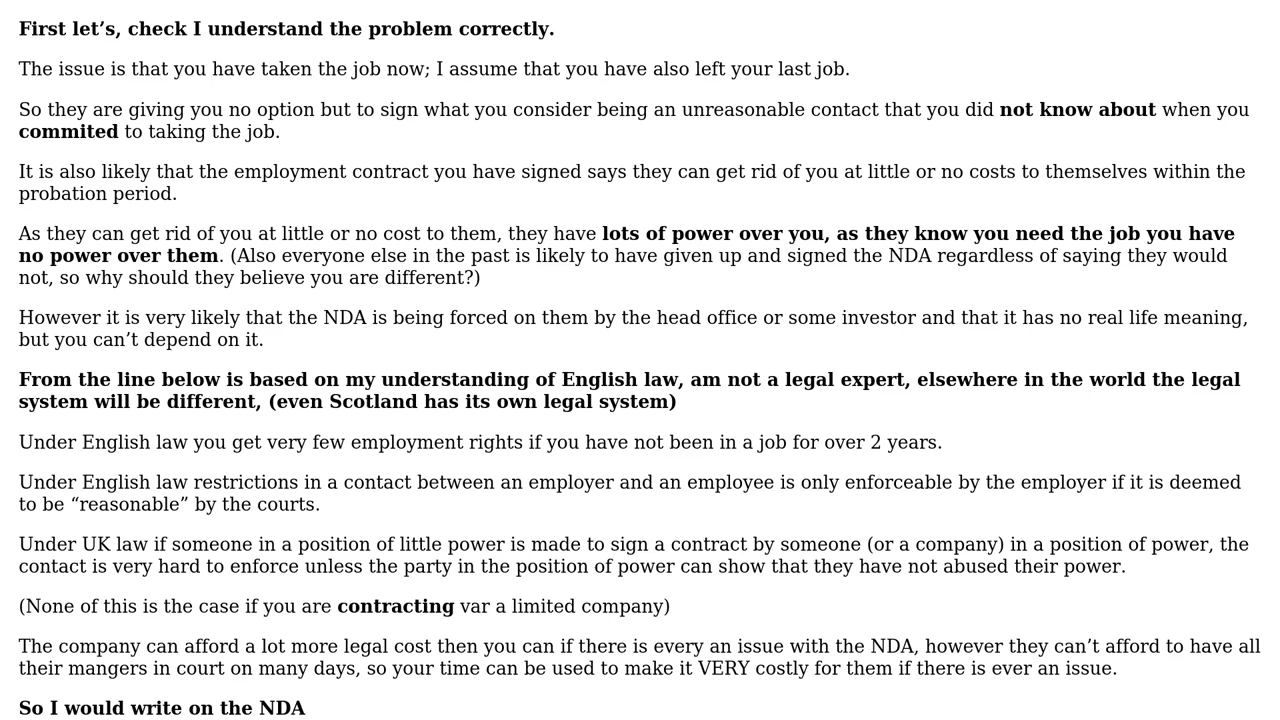 First let’s, check I understand the problem correctly.
The issue is that you have taken the job now; I assume that you have also left your last job.
So they are giving you no option but to sign what you consider being an unreasonable contact that you did not know about when you
commited to taking the job.
It is also likely that the employment contract you have signed says they can get rid of you at little or no costs to themselves within the
probation period.
As they can get rid of you at little or no cost to them, they have lots of power over you, as they know you need the job you have
no power over them. (Also everyone else in the past is likely to have given up and signed the NDA regardless of saying they would
not, so why should they believe you are different?)
However it is very likely that the NDA is being forced on them by the head office or some investor and that it has no real life meaning,
but you can’t depend on it.
From the line below is based on my understanding of English law, am not a legal expert, elsewhere in the world the legal
system will be different, (even Scotland has its own legal system)
Under English law you get very few employment rights if you have not been in a job for over 2 years.
Under English law restrictions in a contact between an employer and an employee is only enforceable by the employer if it is deemed
to be “reasonable” by the courts.
Under UK law if someone in a position of little power is made to sign a contract by someone (or a company) in a position of power, the
contact is very hard to enforce unless the party in the position of power can show that they have not abused their power.
(None of this is the case if you are contracting var a limited company)
The company can afford a lot more legal cost then you can if there is every an issue with the NDA, however they can’t afford to have all
their mangers in court on many days, so your time can be used to make it VERY costly for them if there is ever an issue.
So I would write on the NDA